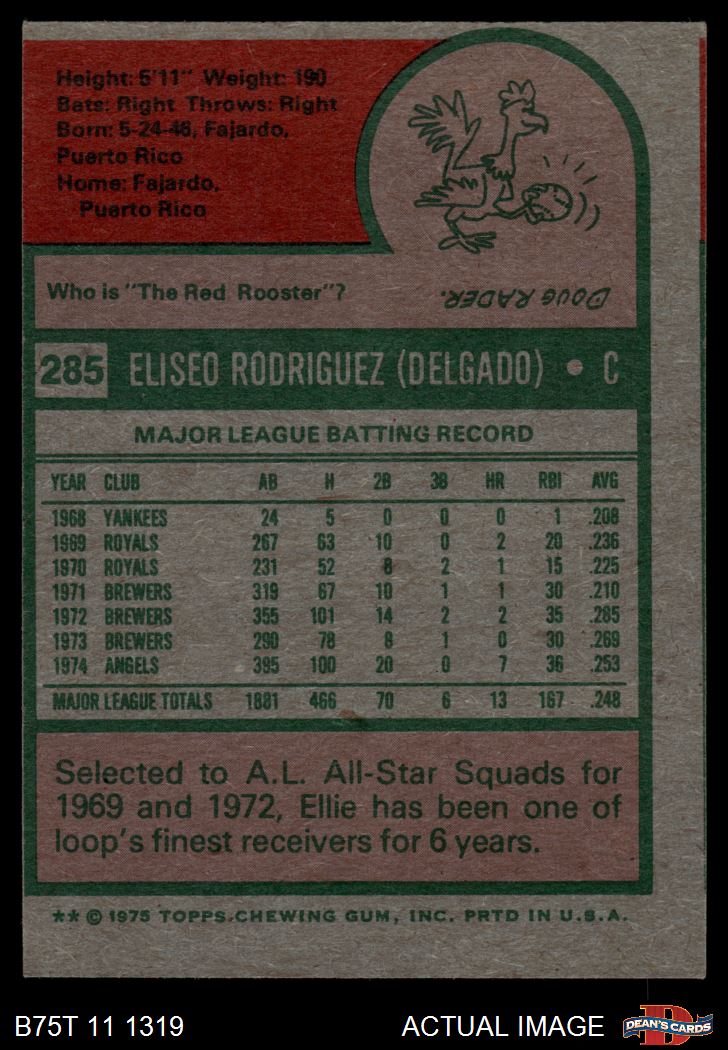 Height: 5'11" Weight: 190
Bats: Right Throws: Right
Born: 5-24-46, Fajardo,
Puerto Rico
Home: Fajardo,
Puerto Rico
Who is "The Red Rooster"?
DOUG RADER.
285 ELISEO RODRIGUEZ (DELGADO) • C
MAJOR LEAGUE BATTING RECORD
YEAR CLUB AB H 2B 3B HR RBI AVG
1968 YANKEES 24 5 0 0 0 1 .208
1969 ROYALS 267 63 10 0 2 20 .236
1970 ROYALS 231 52 8 2 1 15 .225
1971 BREWERS 319 67 10 1 1 30 .210
1972 BREWERS 355 101 14 2 2 35 .285
1973 BREWERS 290 78 8 1 0 30 .269
1974 ANGELS 395 100 20 0 7 36 .253
MAJOR LEAGUE TOTALS 1881 466 70 6 13 167 .248
Selected to A.L. All-Star Squads for
1969 and 1972, Ellie has been one of
loop's finest receivers for 6 years.
** © 1975 TOPPS CHEWING GUM, INC. PRTD IN U.S.A.
B75T 11 1319 ACTUAL IMAGE
D
DEAN'S CARDS